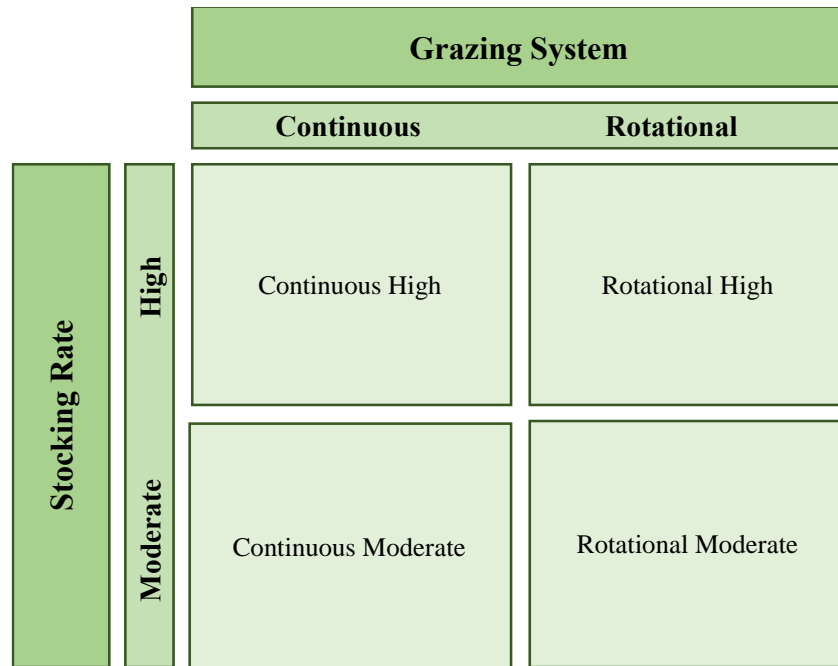 Grazing System
Continuous
Rotational
Stocking Rate
High
Continuous High
Rotational High
Moderate
Continuous Moderate
Rotational Moderate